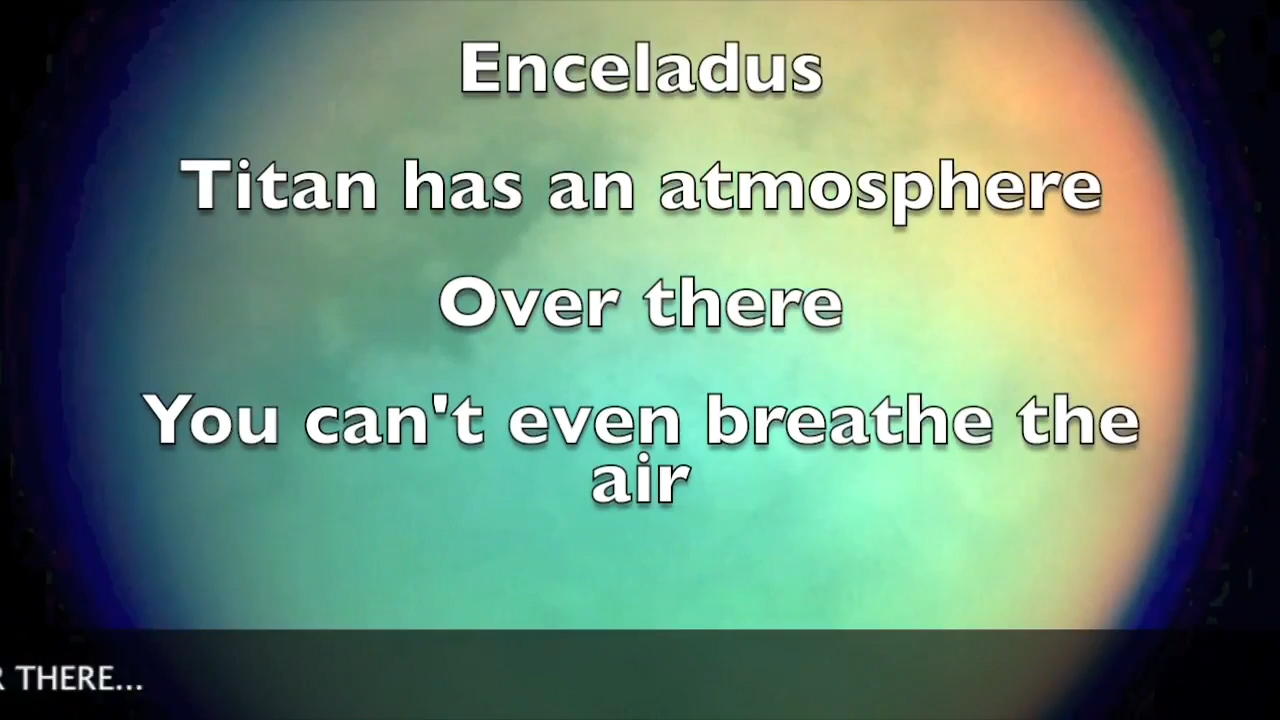 Enceladus
Titan has an atmosphere
Over there
You can't even breathe the
air
THERE...